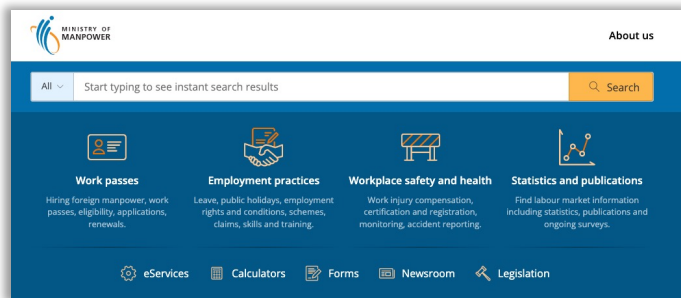 MINISTRY OF
MANPOWER
About us
All
Start typing to see instant search results
Search
Work passes
Hiring foreign manpower, work
passes, eligibility, applications,
renewals.
Employment practices
Leave, public holidays, employment
rights and conditions, schemes,
claims, skills and training.
Workplace safety and health
Work injury compensation,
certification and registration,
monitoring, accident reporting.
Statistics and publications
Find labour market information
including statistics, publications and
ongoing surveys.
eServices
Calculators
Forms
Newsroom
Legislation